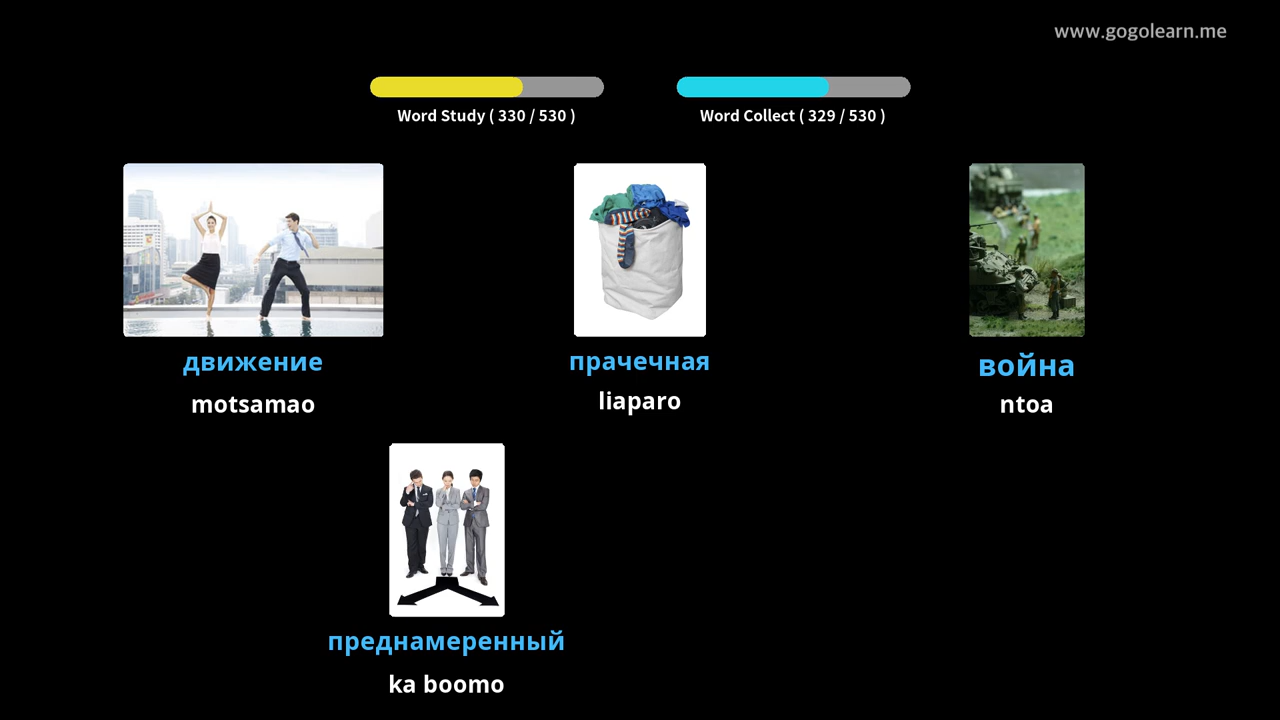 www.gogolearn.me
Word Study ( 330 / 530 )
Word Collect ( 329 / 530 )
движение
прачечная
война
motsamao
liaparo
ntoa
преднамеренный
ka boomo